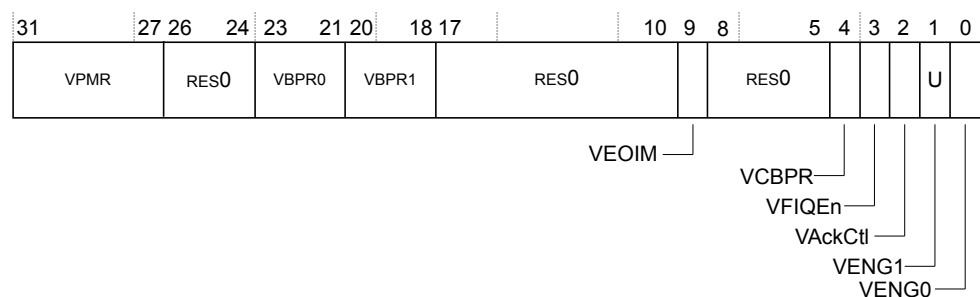 31 27 26 24 23 21 20 18 17 10 9 8 5 4 3 2 1 0
VPMR RES0 VBPR0 VBPR1 RES0 RES0 U
VEOIM
VCBPR
VFIQEn
VAckCtl
VENG1
VENG0